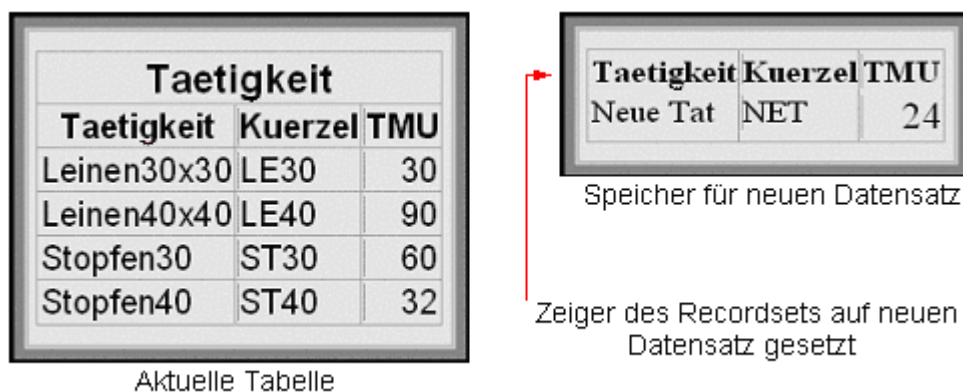 Taetigkeit
Taetigkeit Kuerzel TMU
Leinen30x30 LE30 30
Leinen40x40 LE40 90
Stopfen30 ST30 60
Stopfen40 ST40 32
Aktuelle Tabelle
Taetigkeit Kuerzel TMU
Neue Tat NET 24
Speicher für neuen Datensatz
Zeiger des Recordsets auf neuen
Datensatz gesetzt